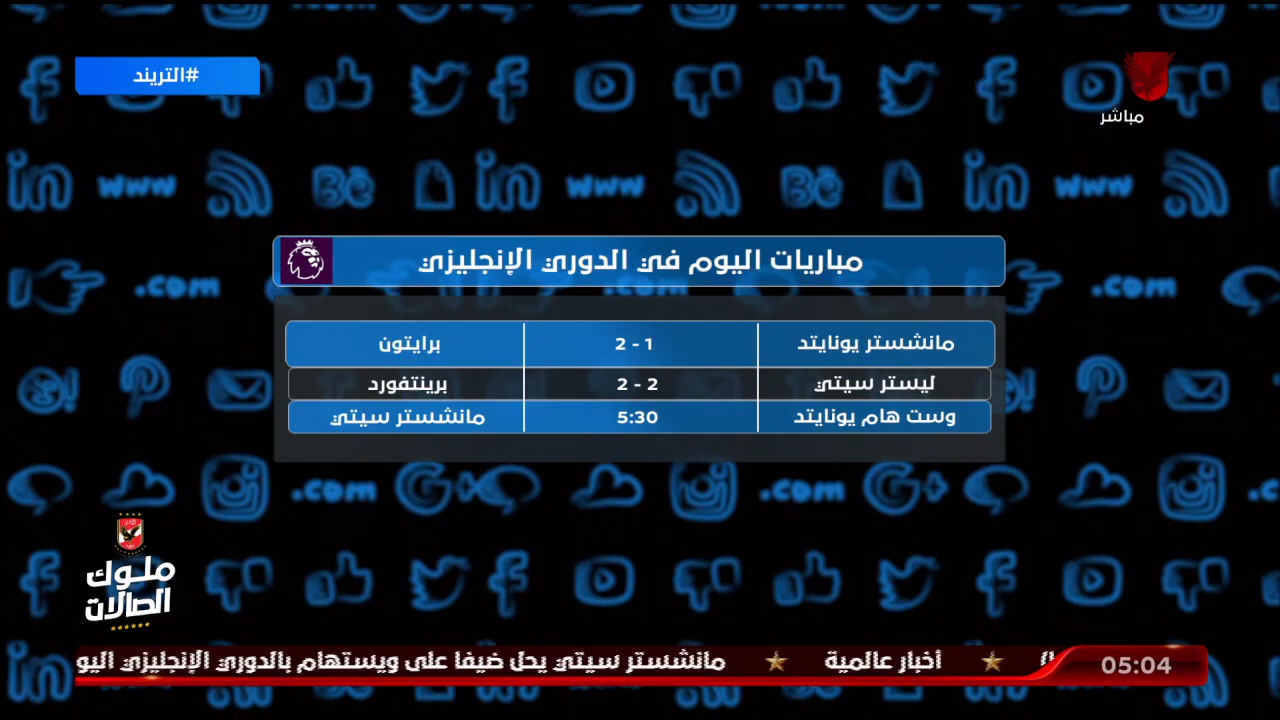 #التريند
مباشر
مباريات اليوم في الدوري الإنجليزي
مانشستر يونايتد 1 - 2 برايتون
ليستر سيتي 2 - 2 برينتفورد
وست هام يونايتد 5:30 مانشستر سيتي
ملوك
الصالات
05:04
أخبار عالمية ★ مانشستر سيتي يحل ضيفا على ويستهام بالدوري الإنجليزي اليو